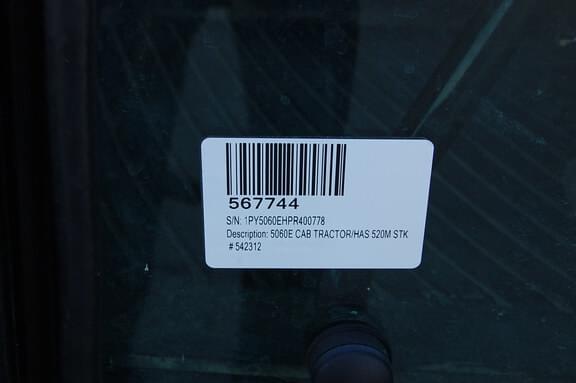 567744
S/N: 1PY5060EHPR400778
Description: 5060E CAB TRACTOR/HAS 520M STK
# 542312